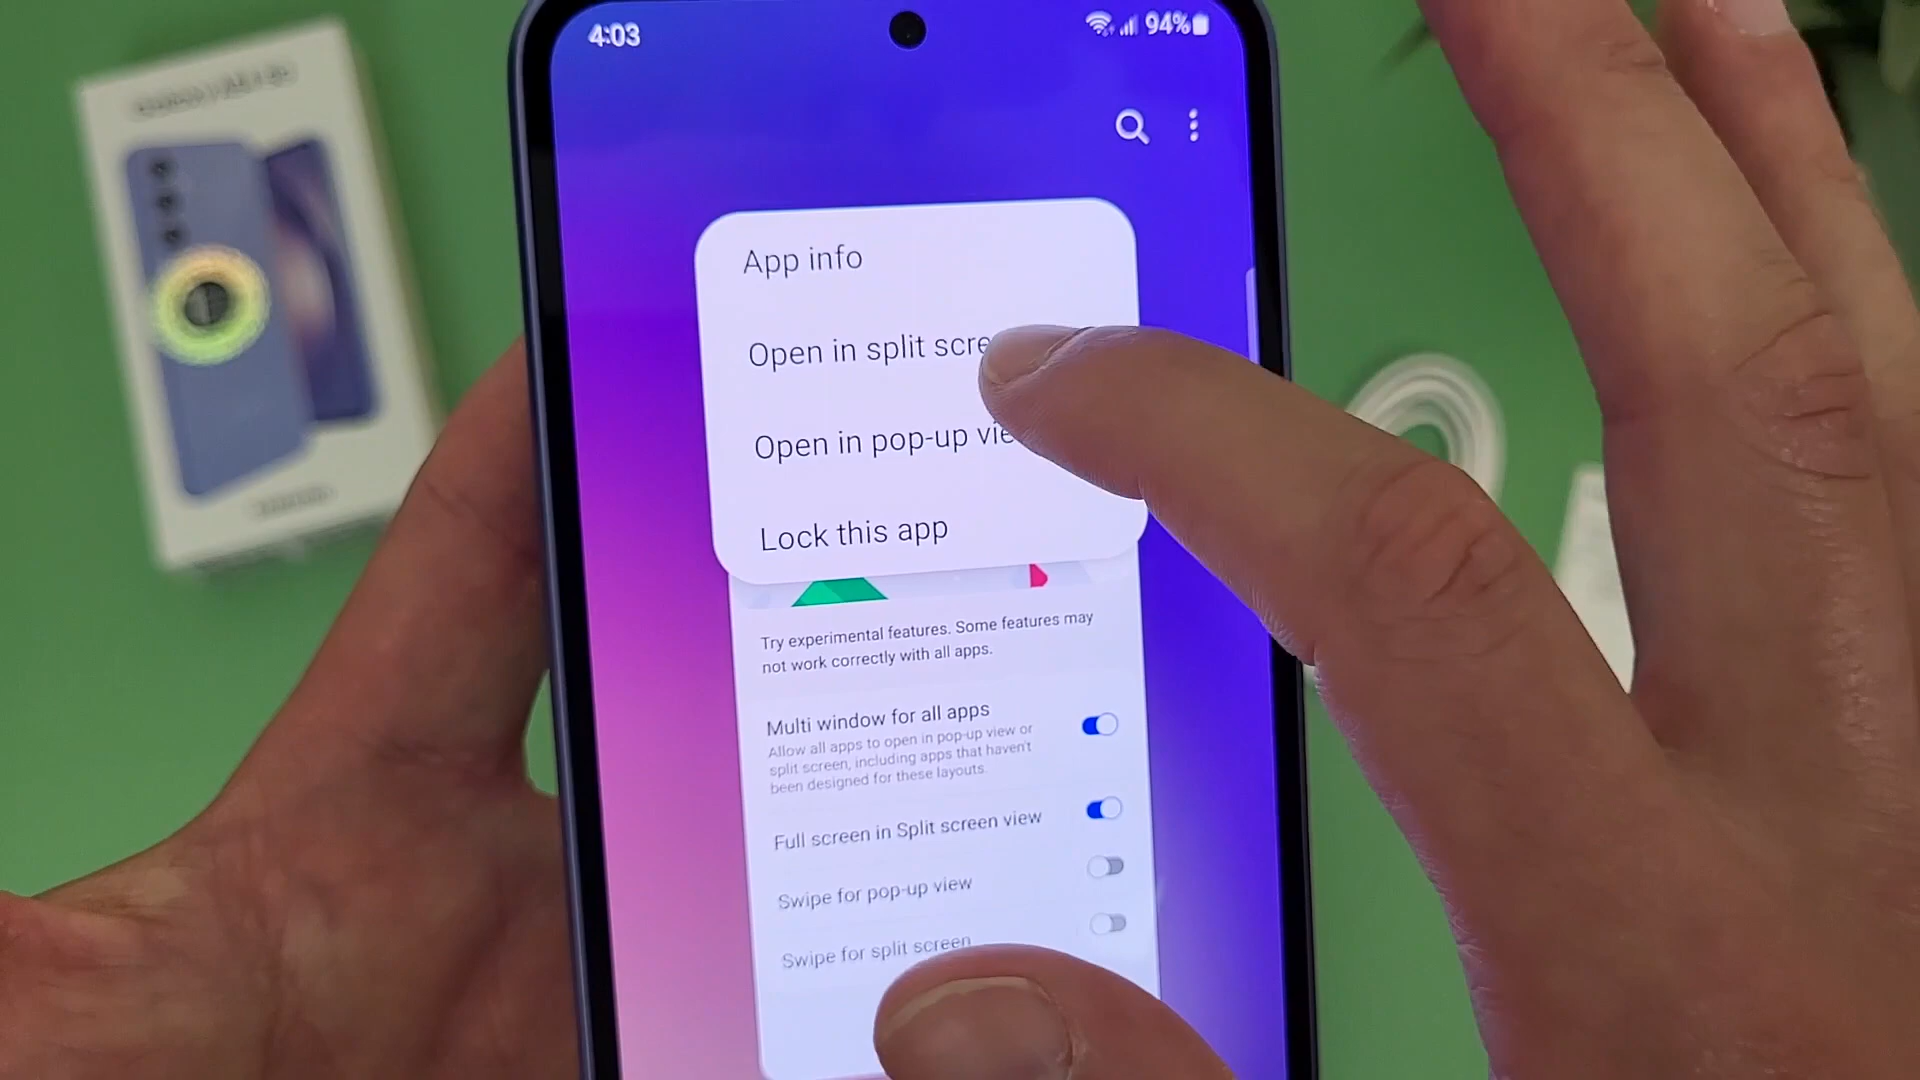 4:03
94%
App info
Open in split scre
Open in pop-up vie
Lock this app
Try experimental features. Some features may
not work correctly with all apps.
Multi window for all apps
Allow all apps to open in pop-up view or
split screen, including apps that haven't
been designed for these layouts.
Full screen in Split screen view
Swipe for pop-up view
Swipe for split screen